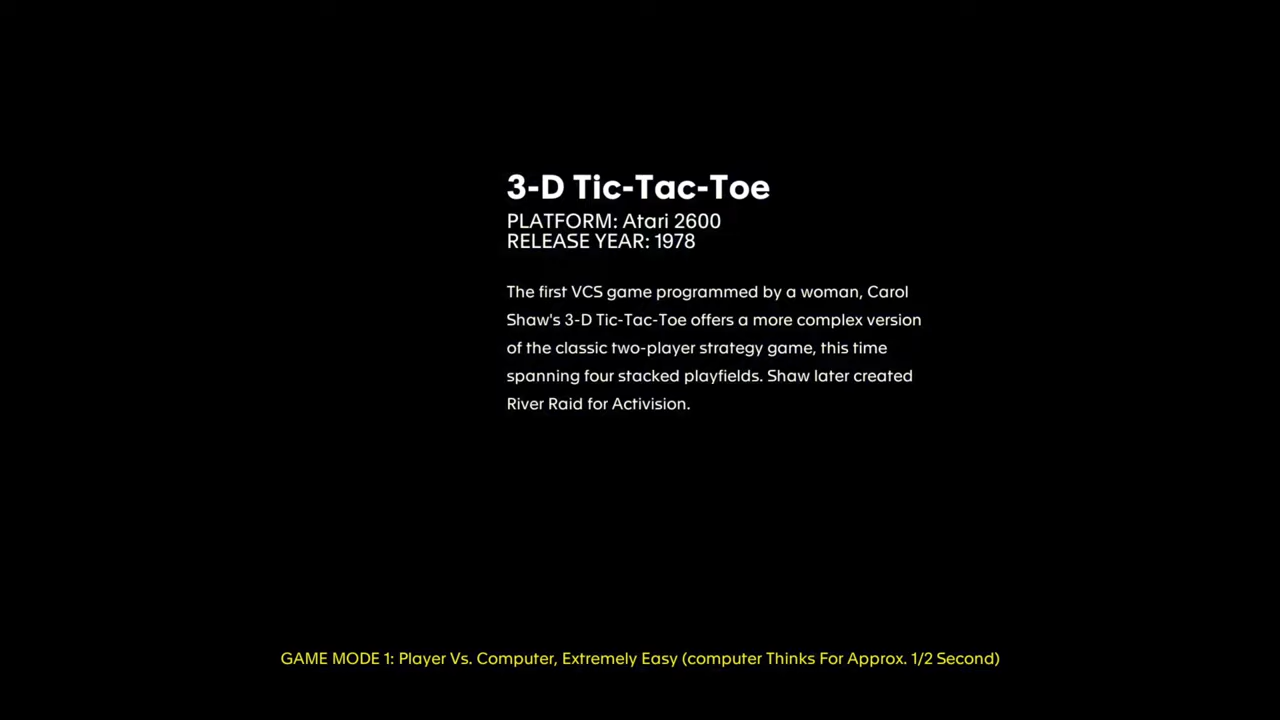 3-D Tic-Tac-Toe
PLATFORM: Atari 2600
RELEASE YEAR: 1978
The first VCS game programmed by a woman, Carol
Shaw's 3-D Tic-Tac-Toe offers a more complex version
of the classic two-player strategy game, this time
spanning four stacked playfields. Shaw later created
River Raid for Activision.
GAME MODE 1: Player Vs. Computer, Extremely Easy (computer Thinks For Approx. 1/2 Second)